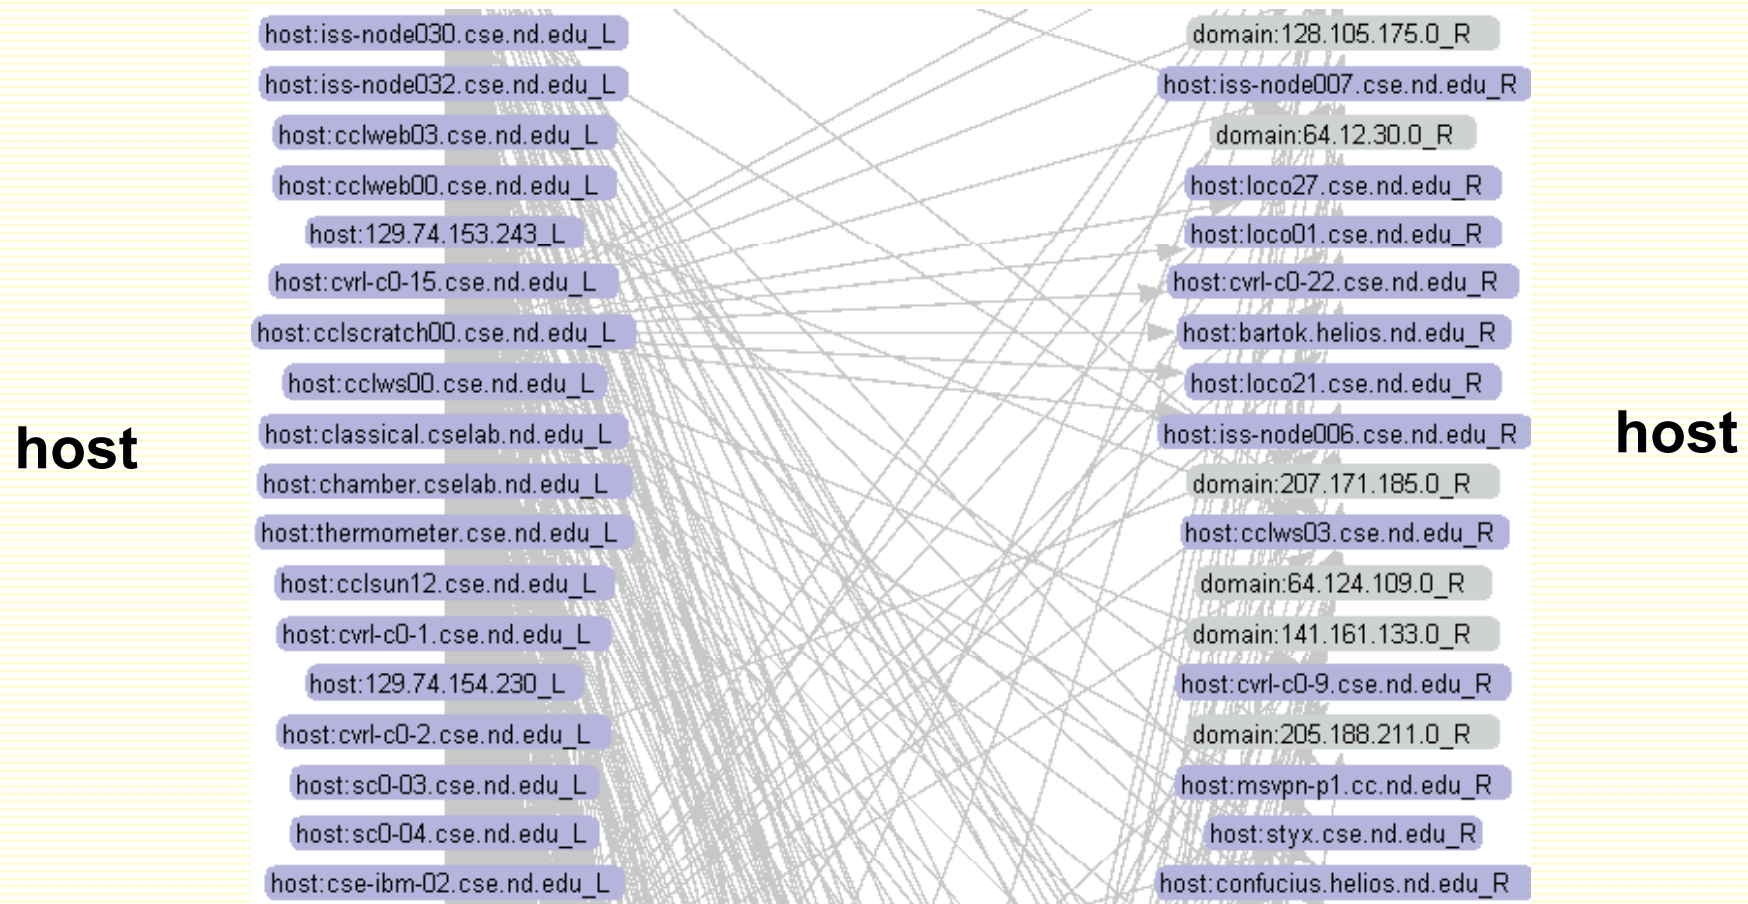 host:iss-node030.cse.nd.edu_L
host:iss-node032.cse.nd.edu_L
host:cclweb03.cse.nd.edu_L
host:cclweb00.cse.nd.edu_L
host:129.74.153.243_L
host:cvrl-c0-15.cse.nd.edu_L
host:cclscratch00.cse.nd.edu_L
host:cclws00.cse.nd.edu_L
host:classical.cselab.nd.edu_L
host:chamber.cselab.nd.edu_L
host:thermometer.cse.nd.edu_L
host:cclsun12.cse.nd.edu_L
host:cvrl-c0-1.cse.nd.edu_L
host:129.74.154.230_L
host:cvrl-c0-2.cse.nd.edu_L
host:sc0-03.cse.nd.edu_L
host:sc0-04.cse.nd.edu_L
host:cse-ibm-02.cse.nd.edu_L
host
domain:128.105.175.0_R
host:iss-node007.cse.nd.edu_R
domain:64.12.30.0_R
host:loco27.cse.nd.edu_R
host:loco01.cse.nd.edu_R
host:cvrl-c0-22.cse.nd.edu_R
host:bartok.helios.nd.edu_R
host:loco21.cse.nd.edu_R
host:iss-node006.cse.nd.edu_R
domain:207.171.185.0_R
host:cclws03.cse.nd.edu_R
domain:64.124.109.0_R
domain:141.161.133.0_R
host:cvrl-c0-9.cse.nd.edu_R
domain:205.188.211.0_R
host:msvpn-p1.cc.nd.edu_R
host:styx.cse.nd.edu_R
host:confucius.helios.nd.edu_R
host